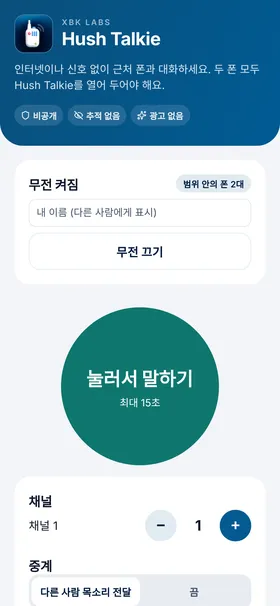 XBK LABS
Hush Talkie
인터넷이나 신호 없이 근처 폰과 대화하세요. 두 폰 모두
Hush Talkie를 열어 두어야 해요.
비공개
추적 없음
광고 없음
무전 켜짐
범위 안의 폰 2대
내 이름 (다른 사람에게 표시)
무전 끄기
눌러서 말하기
최대 15초
채널
채널 1
− 1 +
중계
다른 사람 목소리 전달
끔